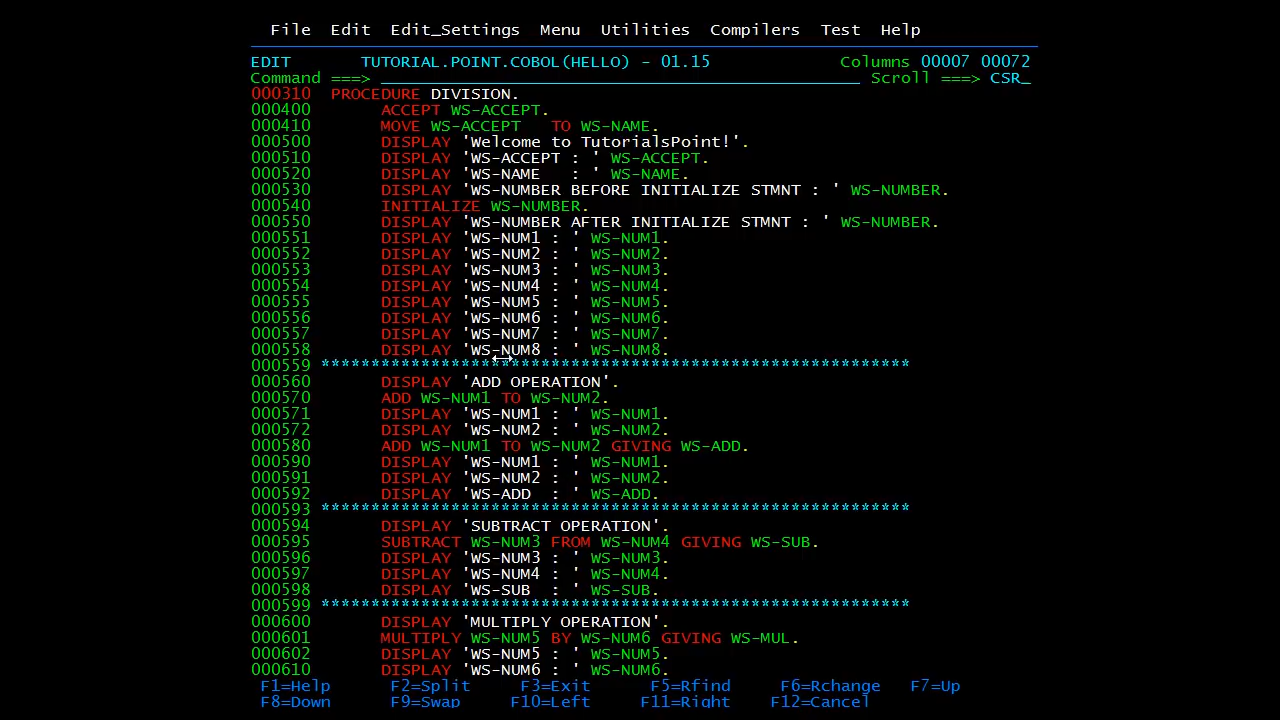 File Edit Edit_Settings Menu Utilities Compilers Test Help
EDIT TUTORIAL.POINT.COBOL(HELLO) - 01.15 Columns 00007 00072
Command ===> Scroll ===> CSR_
000310 PROCEDURE DIVISION.
000400 ACCEPT WS-ACCEPT.
000410 MOVE WS-ACCEPT TO WS-NAME.
000500 DISPLAY 'Welcome to TutorialsPoint!'.
000510 DISPLAY 'WS-ACCEPT : ' WS-ACCEPT.
000520 DISPLAY 'WS-NAME : ' WS-NAME.
000530 DISPLAY 'WS-NUMBER BEFORE INITIALIZE STMNT : ' WS-NUMBER.
000540 INITIALIZE WS-NUMBER.
000550 DISPLAY 'WS-NUMBER AFTER INITIALIZE STMNT : ' WS-NUMBER.
000551 DISPLAY 'WS-NUM1 : ' WS-NUM1.
000552 DISPLAY 'WS-NUM2 : ' WS-NUM2.
000553 DISPLAY 'WS-NUM3 : ' WS-NUM3.
000554 DISPLAY 'WS-NUM4 : ' WS-NUM4.
000555 DISPLAY 'WS-NUM5 : ' WS-NUM5.
000556 DISPLAY 'WS-NUM6 : ' WS-NUM6.
000557 DISPLAY 'WS-NUM7 : ' WS-NUM7.
000558 DISPLAY 'WS-NUM8 : ' WS-NUM8.
000559 ***********************************************************
000560 DISPLAY 'ADD OPERATION'.
000570 ADD WS-NUM1 TO WS-NUM2.
000571 DISPLAY 'WS-NUM1 : ' WS-NUM1.
000572 DISPLAY 'WS-NUM2 : ' WS-NUM2.
000580 ADD WS-NUM1 TO WS-NUM2 GIVING WS-ADD.
000590 DISPLAY 'WS-NUM1 : ' WS-NUM1.
000591 DISPLAY 'WS-NUM2 : ' WS-NUM2.
000592 DISPLAY 'WS-ADD : ' WS-ADD.
000593 ***********************************************************
000594 DISPLAY 'SUBTRACT OPERATION'.
000595 SUBTRACT WS-NUM3 FROM WS-NUM4 GIVING WS-SUB.
000596 DISPLAY 'WS-NUM3 : ' WS-NUM3.
000597 DISPLAY 'WS-NUM4 : ' WS-NUM4.
000598 DISPLAY 'WS-SUB : ' WS-SUB.
000599 ***********************************************************
000600 DISPLAY 'MULTIPLY OPERATION'.
000601 MULTIPLY WS-NUM5 BY WS-NUM6 GIVING WS-MUL.
000602 DISPLAY 'WS-NUM5 : ' WS-NUM5.
000610 DISPLAY 'WS-NUM6 : ' WS-NUM6.
F1=Help F2=Split F3=Exit F5=Rfind F6=Rchange F7=Up
F8=Down F9=Swap F10=Left F11=Right F12=Cancel